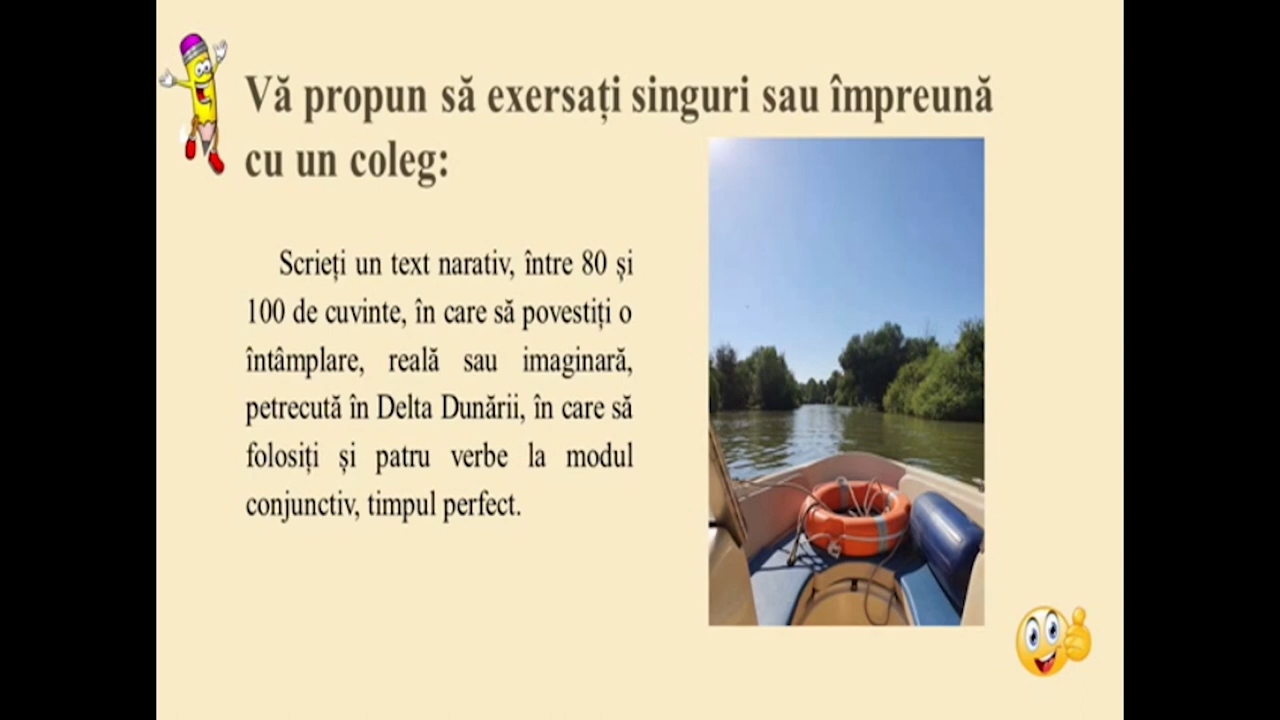 Vă propun să exersați singuri sau împreună
cu un coleg:
Scrieți un text narativ, între 80 și
100 de cuvinte, în care să povestiți o
întâmplare, reală sau imaginară,
petrecută în Delta Dunării, în care să
folosiți și patru verbe la modul
conjunctiv, timpul perfect.